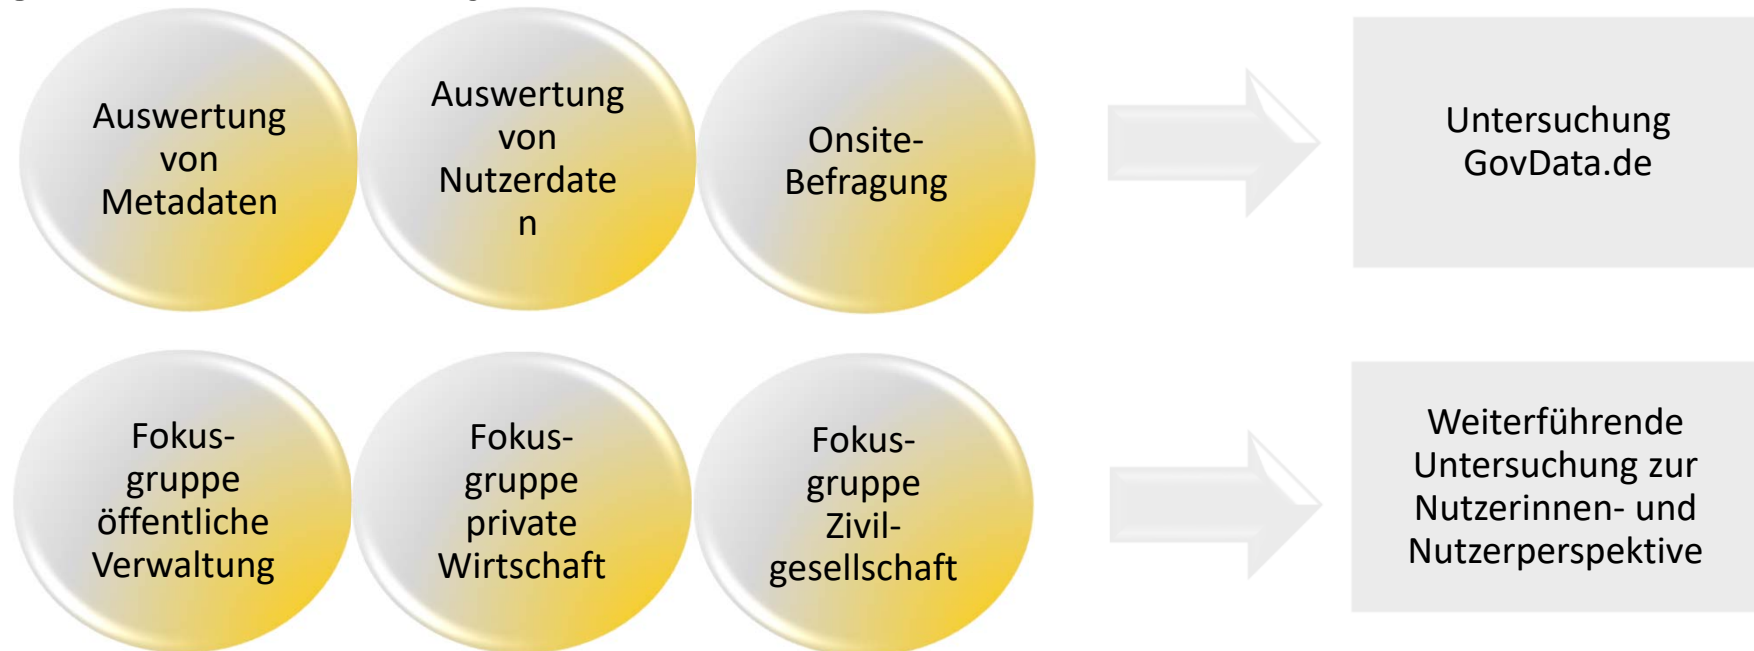 Auswertung
von
Metadaten
Auswertung
von
Nutzerdate
n
Onsite-
Befragung
Untersuchung
GovData.de
Fokus-
gruppe
öffentliche
Verwaltung
Fokus-
gruppe
private
Wirtschaft
Fokus-
gruppe
Zivil-
gesellschaft
Weiterführende
Untersuchung zur
Nutzerinnen- und
Nutzerperspektive